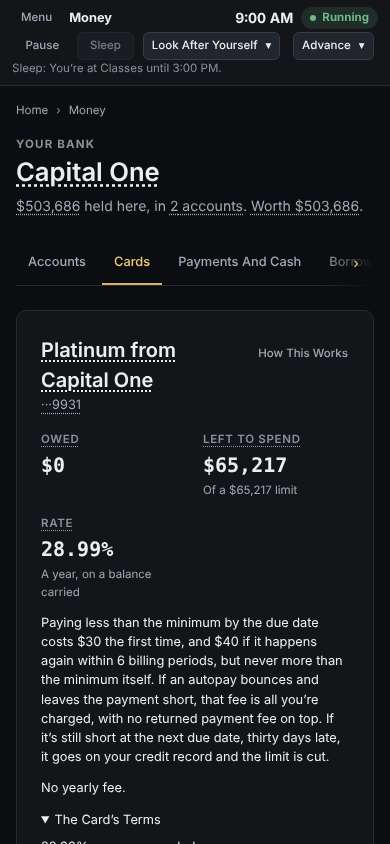 Menu Money 9:00 AM Running
Pause Sleep Look After Yourself ▾ Advance ▾
Sleep: You're at Classes until 3:00 PM.
Home › Money
YOUR BANK
Capital One
$503,686 held here, in 2 accounts. Worth $503,686.
Accounts Cards Payments And Cash Borrow ›
Platinum from How This Works
Capital One
···9931
OWED LEFT TO SPEND
$0 $65,217
Of a $65,217 limit
RATE
28.99%
A year, on a balance
carried
Paying less than the minimum by the due date
costs $30 the first time, and $40 if it happens
again within 6 billing periods, but never more than
the minimum itself. If an autopay bounces and
leaves the payment short, that fee is all you're
charged, with no returned payment fee on top. If
it's still short at the next due date, thirty days late,
it goes on your credit record and the limit is cut.
No yearly fee.
▼ The Card's Terms